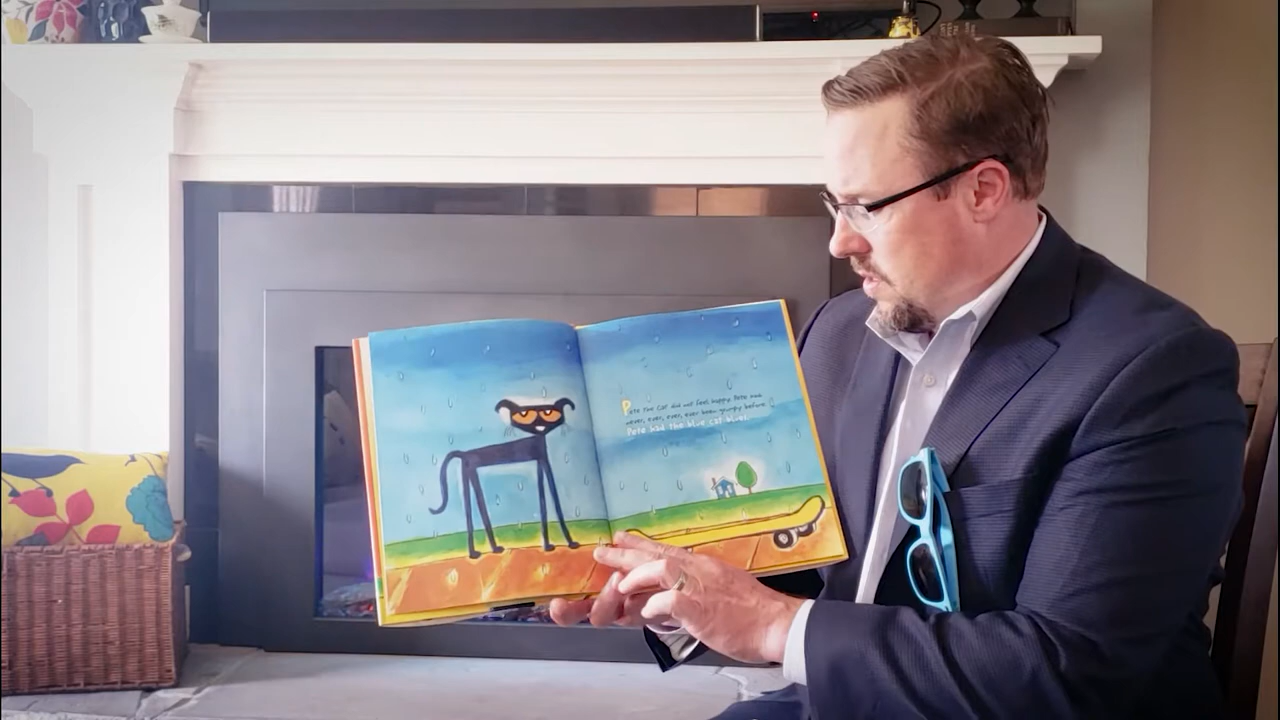 Pete the Cat did not feel happy. Pete had
never, ever, ever, ever been grumpy before.
Pete had the blue cat blues.